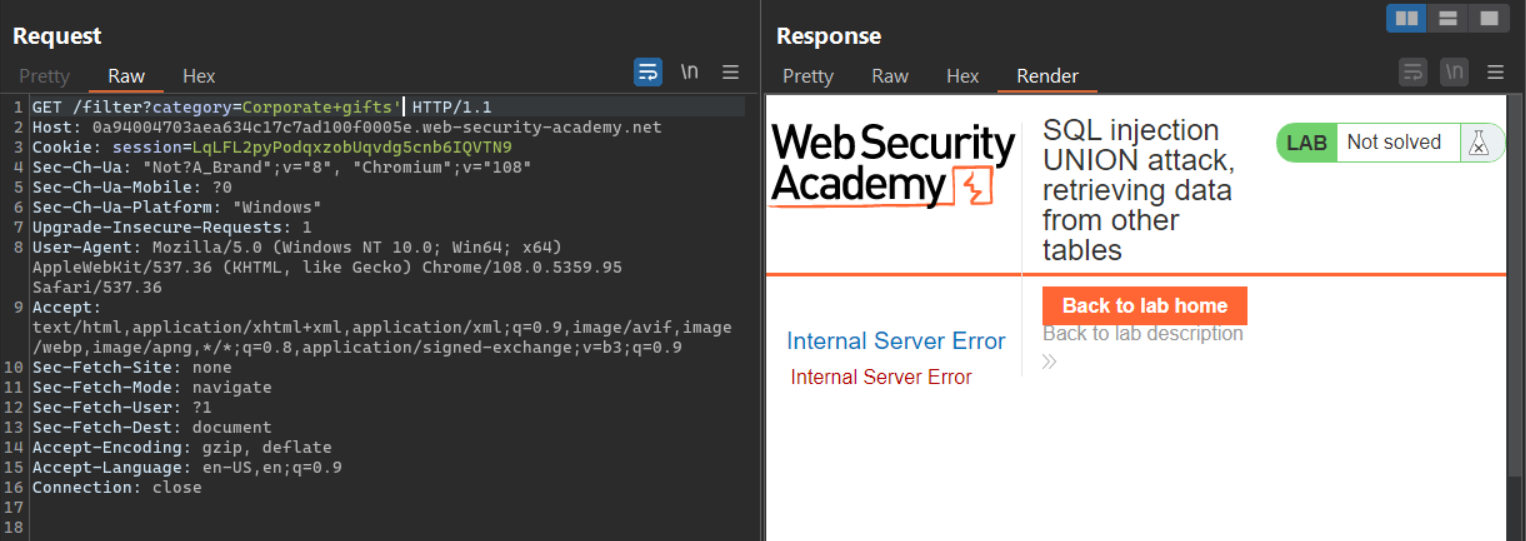 Request
Pretty Raw Hex
\n
1 GET /filter?category=Corporate+gifts' HTTP/1.1
2 Host: 0a94004703aea634c17c7ad100f0005e.web-security-academy.net
3 Cookie: session=LqLFL2pyPodqxzobUqvdg5cnb6IQVTN9
4 Sec-Ch-Ua: "Not?A_Brand";v="8", "Chromium";v="108"
5 Sec-Ch-Ua-Mobile: ?0
6 Sec-Ch-Ua-Platform: "Windows"
7 Upgrade-Insecure-Requests: 1
8 User-Agent: Mozilla/5.0 (Windows NT 10.0; Win64; x64)
AppleWebKit/537.36 (KHTML, like Gecko) Chrome/108.0.5359.95
Safari/537.36
9 Accept:
text/html,application/xhtml+xml,application/xml;q=0.9,image/avif,image
/webp,image/apng,*/*;q=0.8,application/signed-exchange;v=b3;q=0.9
10 Sec-Fetch-Site: none
11 Sec-Fetch-Mode: navigate
12 Sec-Fetch-User: ?1
13 Sec-Fetch-Dest: document
14 Accept-Encoding: gzip, deflate
15 Accept-Language: en-US,en;q=0.9
16 Connection: close
17
18
Response
Pretty Raw Hex Render
\n
Web Security
Academy
SQL injection
UNION attack,
retrieving data
from other
tables
LAB Not solved
Back to lab home
Back to lab description
Internal Server Error
Internal Server Error